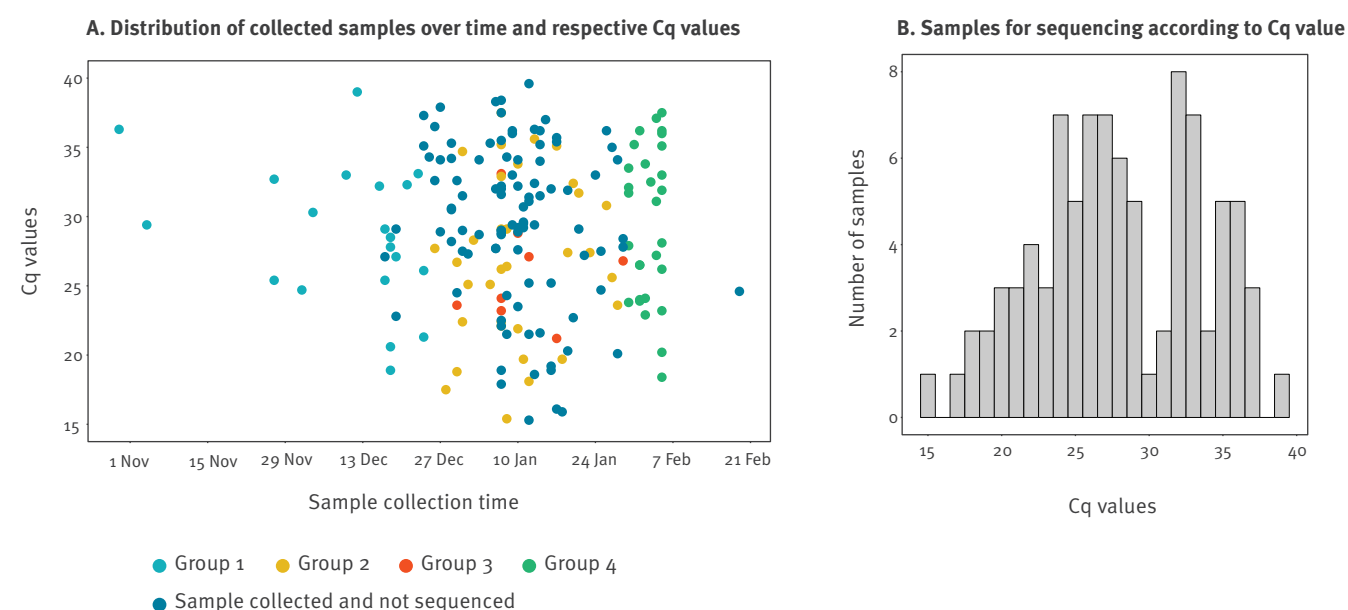 A. Distribution of collected samples over time and respective Cq values
40
35
30
25
20
15
Cq values
1 Nov 15 Nov 29 Nov 13 Dec 27 Dec 10 Jan 24 Jan 7 Feb 21 Feb
Sample collection time
Group 1 Group 2 Group 3 Group 4
Sample collected and not sequenced
B. Samples for sequencing according to Cq value
8
6
4
2
0
Number of samples
15 20 25 30 35 40
Cq values